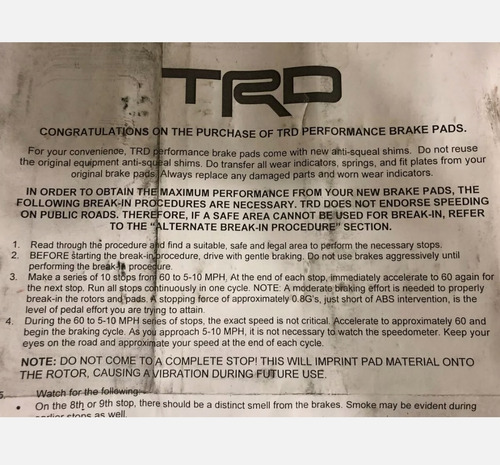 TRD
CONGRATULATIONS ON THE PURCHASE OF TRD PERFORMANCE BRAKE PADS.
For your convenience, TRD performance brake pads come with new anti-squeal shims. Do not reuse
the original equipment anti-squeal shims. Do transfer all wear indicators, springs, and fit plates from your
original brake pads. Always replace any damaged parts and worn wear indicators.
IN ORDER TO OBTAIN THE MAXIMUM PERFORMANCE FROM YOUR NEW BRAKE PADS, THE
FOLLOWING BREAK-IN PROCEDURES ARE NECESSARY. TRD DOES NOT ENDORSE SPEEDING
ON PUBLIC ROADS. THEREFORE, IF A SAFE AREA CANNOT BE USED FOR BREAK-IN, REFER
TO THE "ALTERNATE BREAK-IN PROCEDURE" SECTION.
1. Read through the procedure and find a suitable, safe and legal area to perform the necessary stops.
2. BEFORE starting the break-in procedure, drive with gentle braking. Do not use brakes aggressively until
performing the break-in procedure.
3. Make a series of 10 stops from 60 to 5-10 MPH, At the end of each stop, immediately accelerate to 60 again for
the next stop. Run all stops continuously in one cycle. NOTE: A moderate braking effort is needed to properly
break-in the rotors and pads. A stopping force of approximately 0.8G's, just short of ABS intervention, is the
level of pedal effort you are trying to attain.
4. During the 60 to 5-10 MPH series of stops, the exact speed is not critical. Accelerate to approximately 60 and
begin the braking cycle. As you approach 5-10 MPH, it is not necessary to watch the speedometer. Keep your
eyes on the road and approximate your speed at the end of each cycle.
NOTE: DO NOT COME TO A COMPLETE STOP! THIS WILL IMPRINT PAD MATERIAL ONTO
THE ROTOR, CAUSING A VIBRATION DURING FUTURE USE.
5. Watch for the following:
• On the 8th or 9th stop, there should be a distinct smell from the brakes. Smoke may be evident during
earlier stops as well.